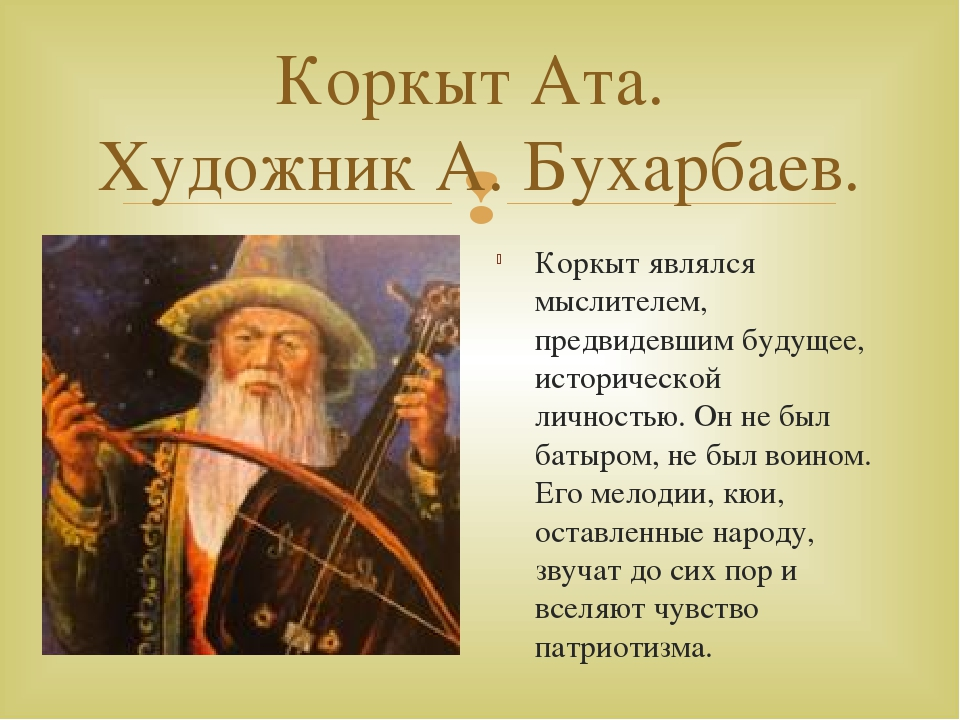 Коркыт Ата.
Художник А. Бухарбаев.
Коркыт являлся
мыслителем,
предвидевшим будущее,
исторической
личностью. Он не был
батыром, не был воином.
Его мелодии, кюи,
оставленные народу,
звучат до сих пор и
вселяют чувство
патриотизма.